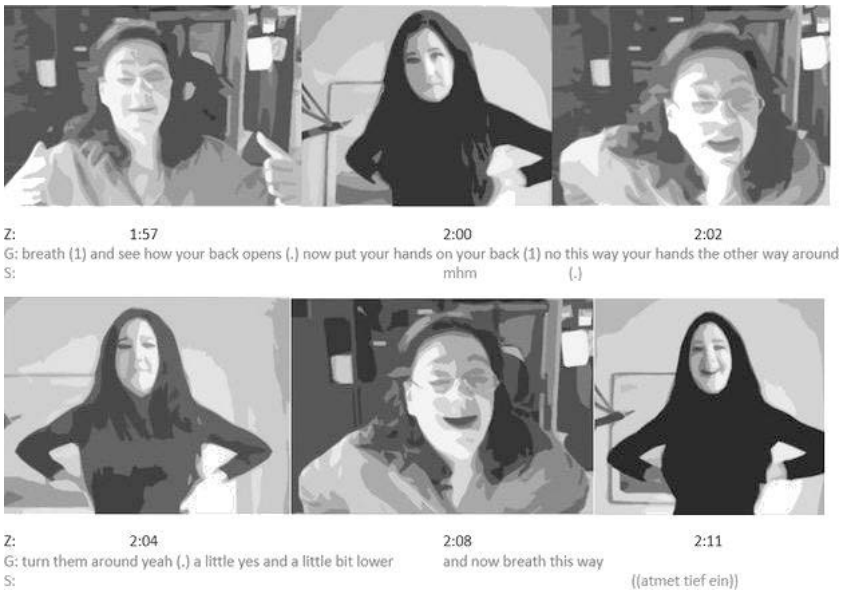 Z: 1:57 2:00 2:02
G: breath (1) and see how your back opens (.) now put your hands on your back (1) no this way your hands the other way around
S: mhm (.)
Z: 2:04 2:08 2:11
G: turn them around yeah (.) a little yes and a little bit lower and now breath this way
S: ((atmet tief ein))